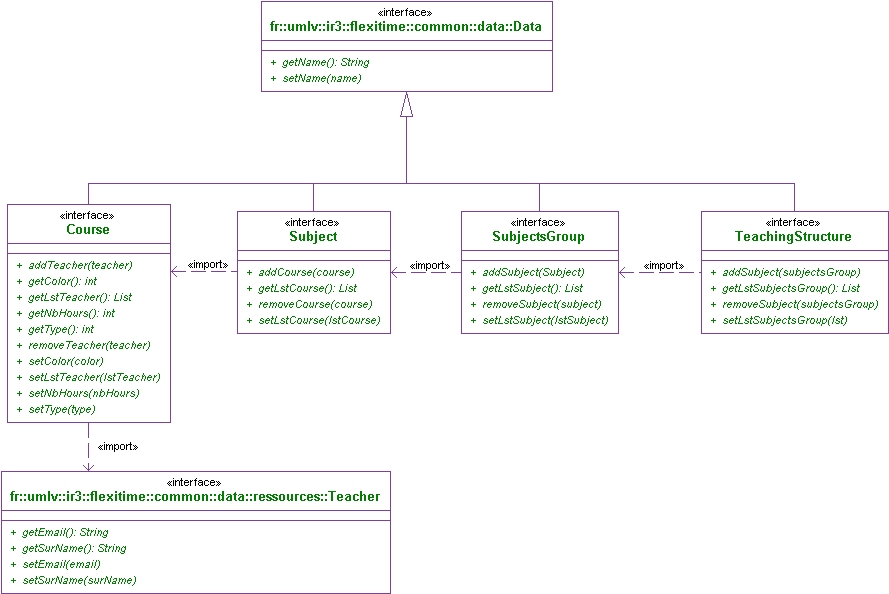 «interface»
fr::umlv::ir3::flexitime::common::data::Data
+ getName(): String
+ setName(name)
«interface»
Course
+ addTeacher(teacher)
+ getColor(): int
+ getLstTeacher(): List
+ getNbHours(): int
+ getType(): int
+ removeTeacher(teacher)
+ setColor(color)
+ setLstTeacher(lstTeacher)
+ setNbHours(nbHours)
+ setType(type)
«import»
«interface»
Subject
+ addCourse(course)
+ getLstCourse(): List
+ removeCourse(course)
+ setLstCourse(lstCourse)
«import»
«interface»
SubjectsGroup
+ addSubject(Subject)
+ getLstSubject(): List
+ removeSubject(subject)
+ setLstSubject(lstSubject)
«import»
«interface»
TeachingStructure
+ addSubject(subjectsGroup)
+ getLstSubjectsGroup(): List
+ removeSubject(subjectsGroup)
+ setLstSubjectsGroup(lst)
«import»
«interface»
fr::umlv::ir3::flexitime::common::data::ressources::Teacher
+ getEmail(): String
+ getSurName(): String
+ setEmail(email)
+ setSurName(surName)